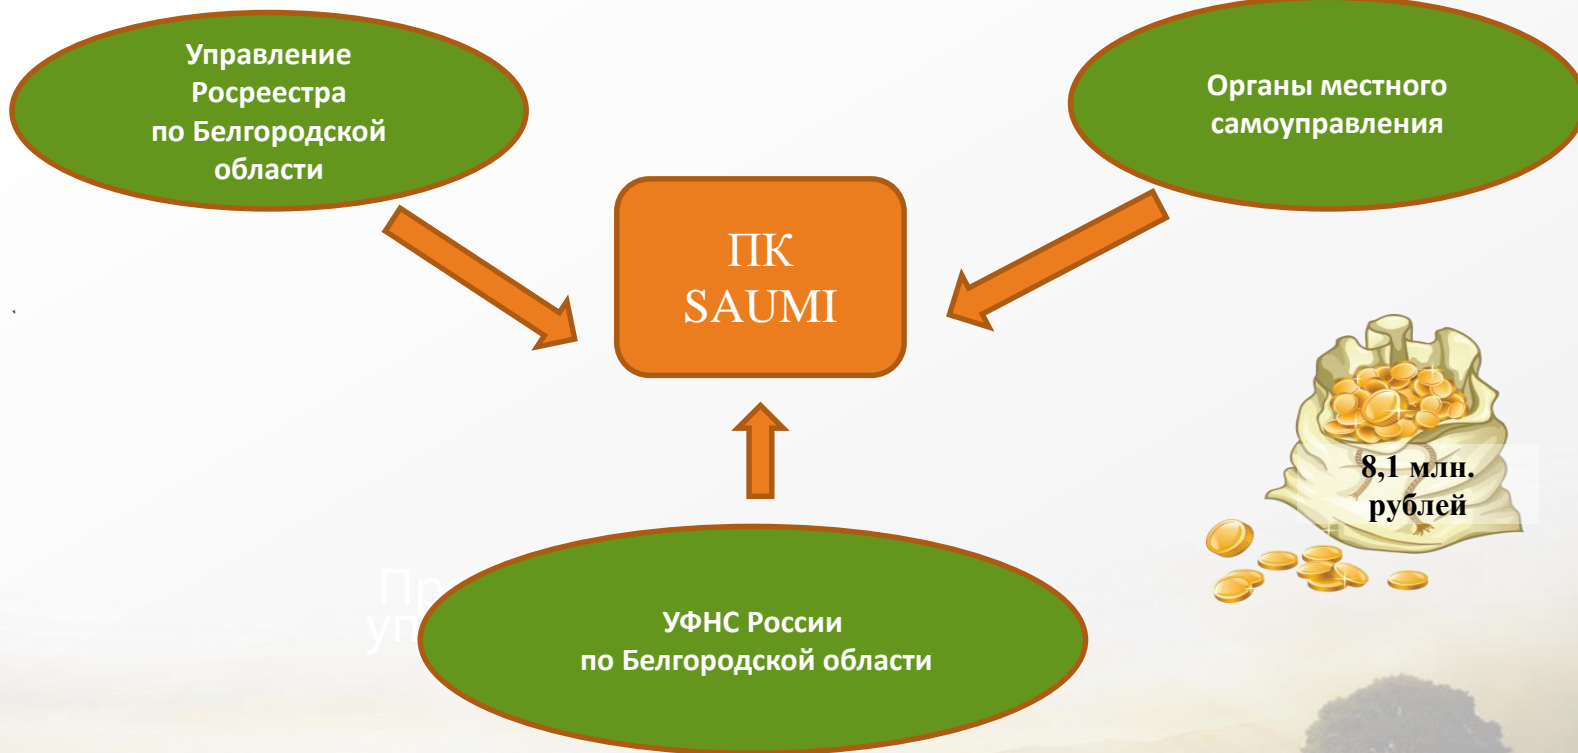 Управление
Росреестра
по Белгородской
области
Органы местного
самоуправления
ПК
SAUMI
8,1 млн.
рублей
УФНС России
по Белгородской области